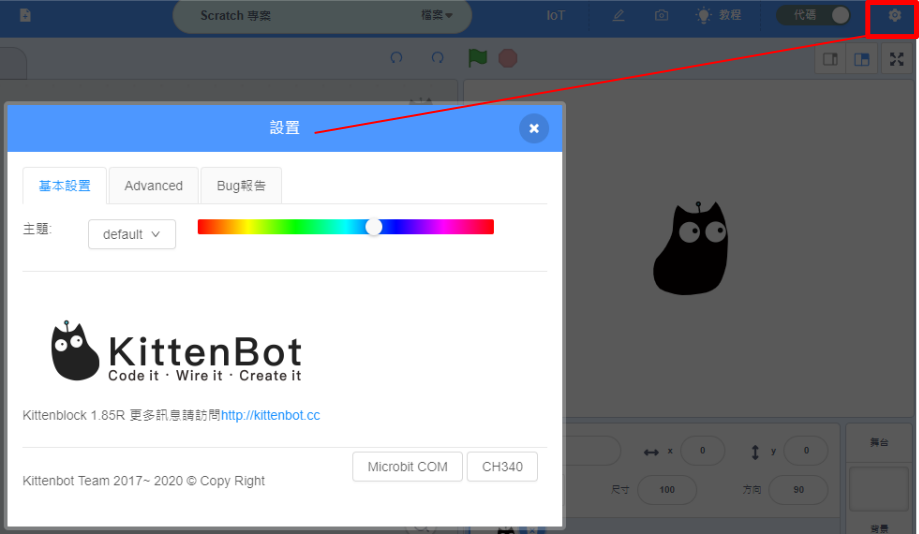 Scratch 專案
檔案
IoT
教程
代碼
設置
基本設置
Advanced
Bug報告
主題:
default
KittenBot
Code it · Wire it · Create it
Kittenblock 1.85R 更多訊息請訪問http://kittenbot.cc
Kittenbot Team 2017~ 2020 © Copy Right
Microbit COM
CH340
x
0
y
0
舞台
尺寸
100
方向
90
背景